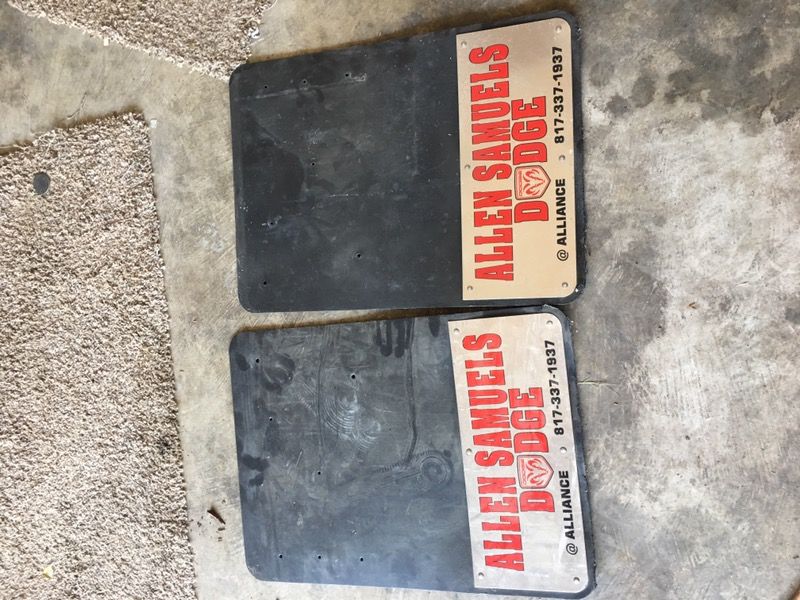 ALLEN SAMUELS
DODGE
@ ALLIANCE 817-337-1937
ALLEN SAMUELS
DODGE
@ ALLIANCE 817-337-1937